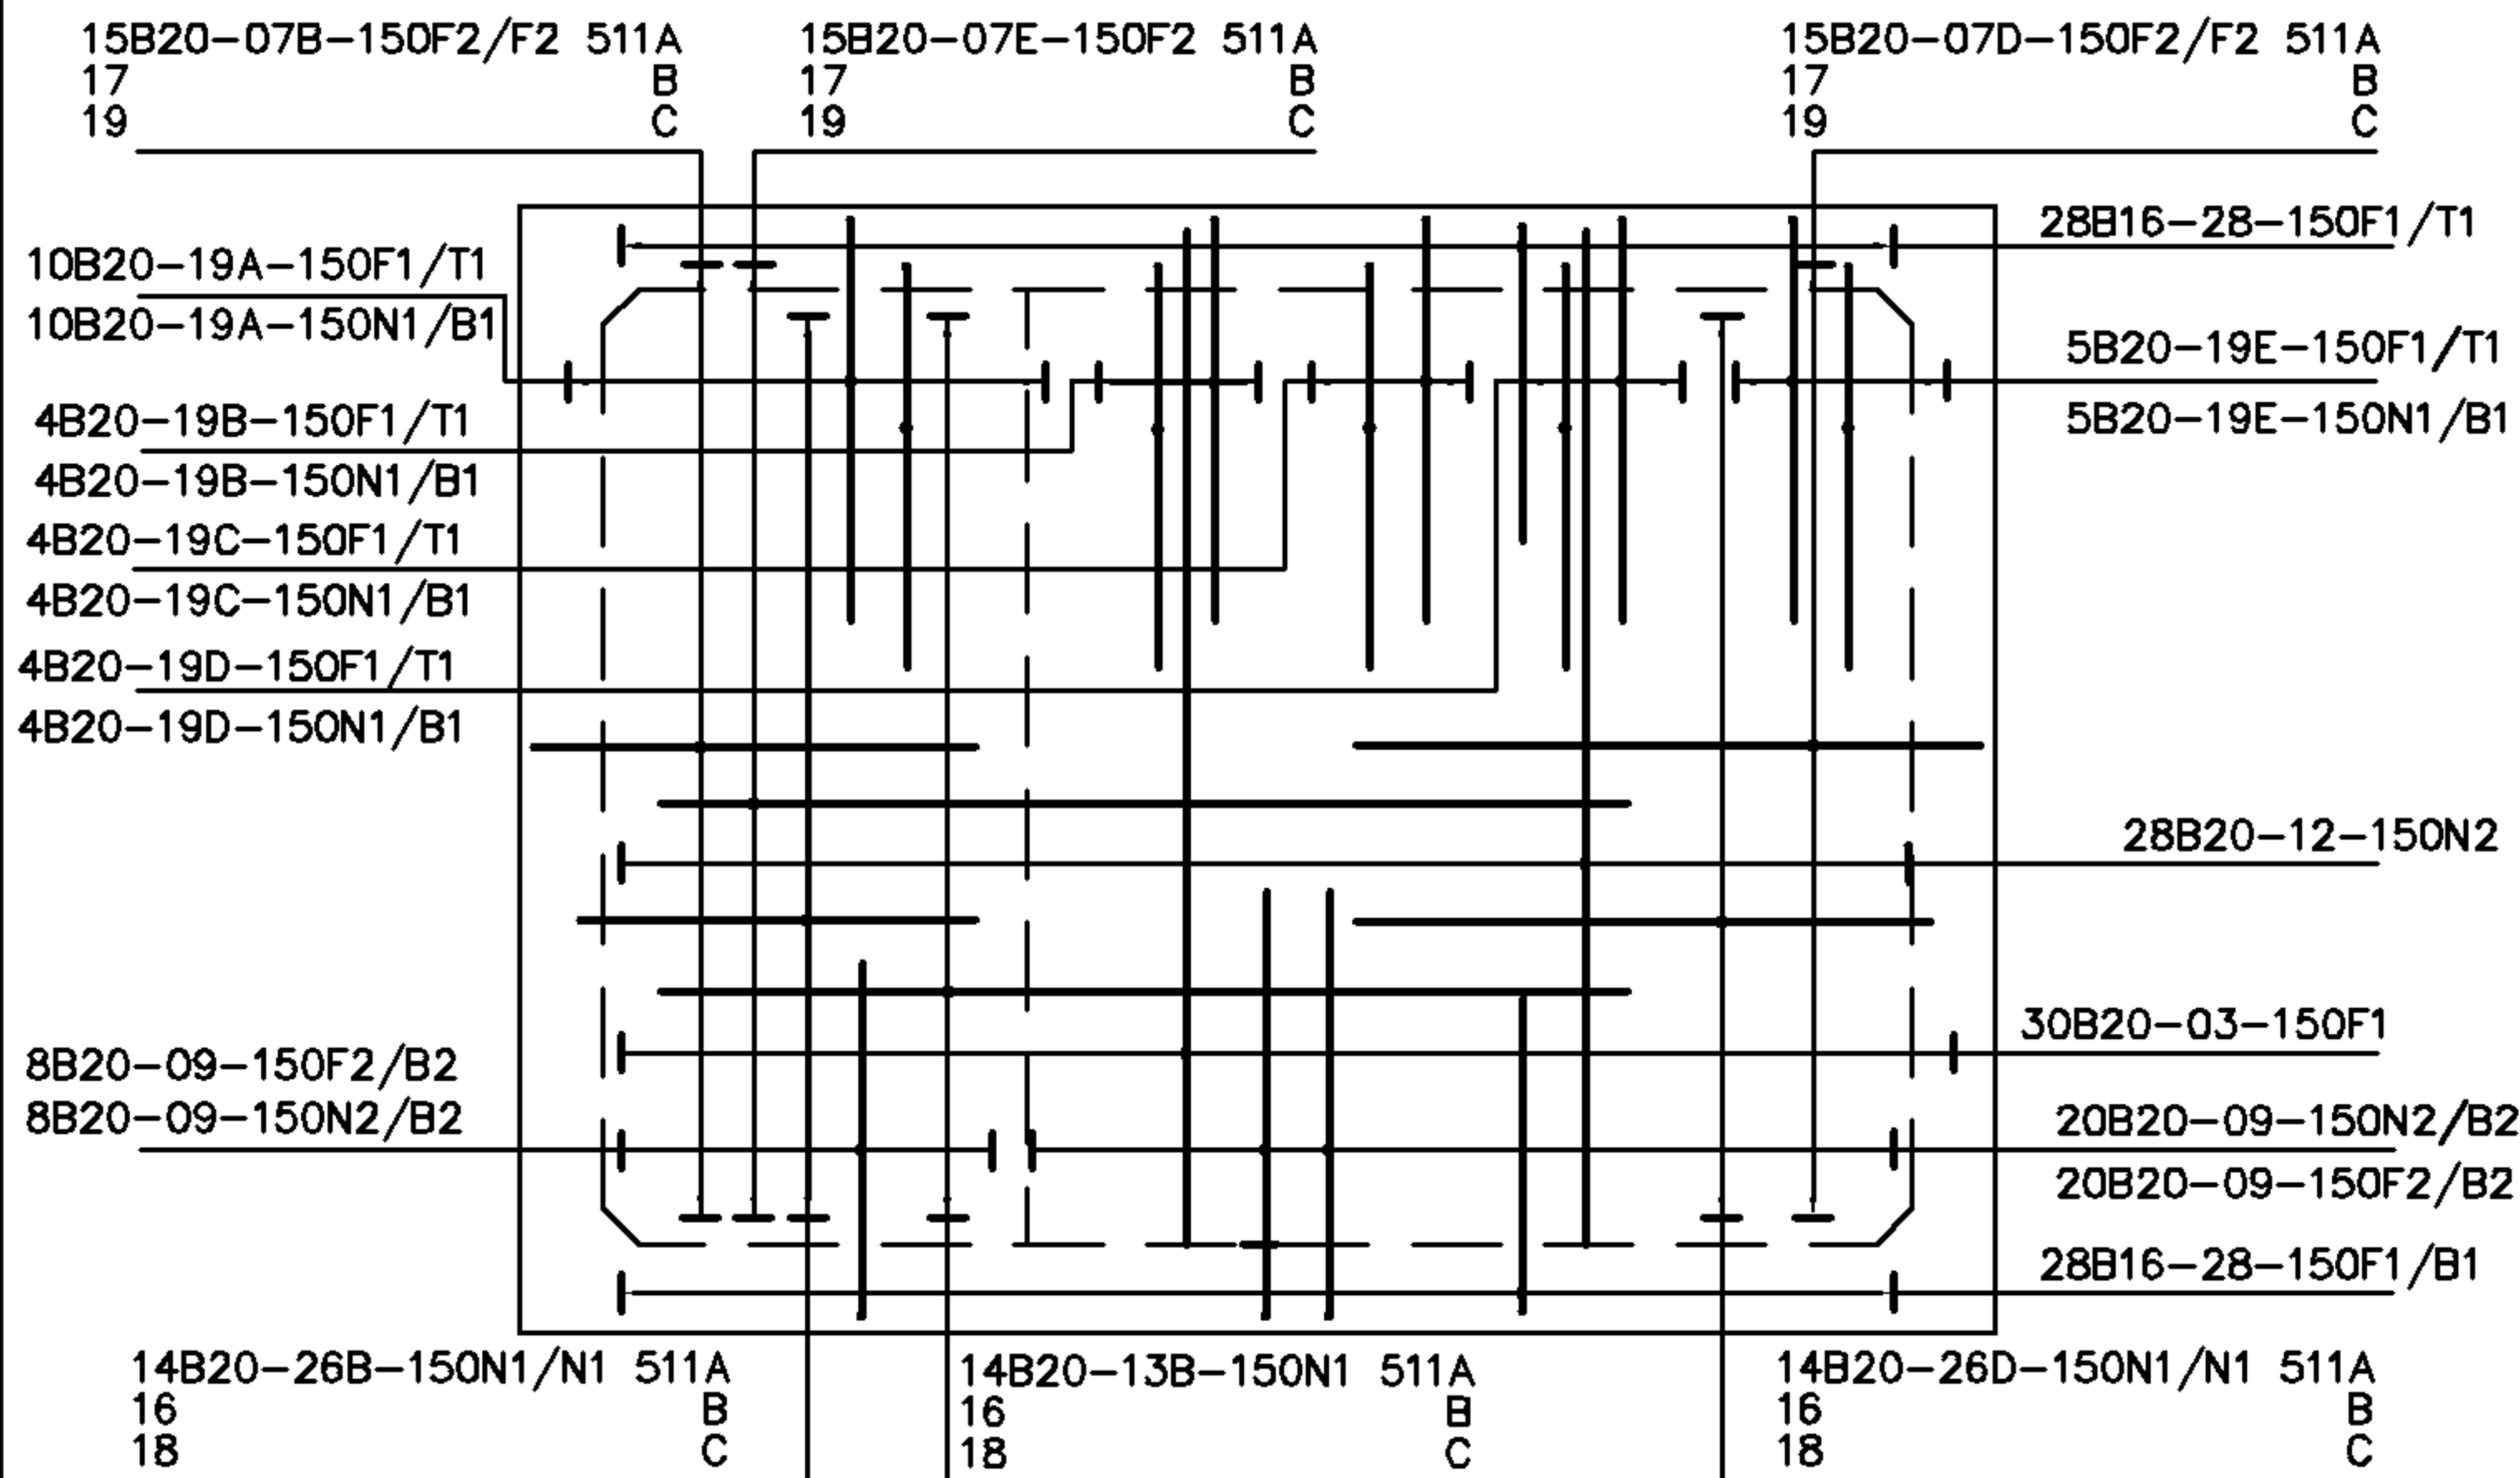 15B20-07B-150F2/F2 511A
17 B
19 C
15B20-07E-150F2 511A
17 B
19 C
15B20-07D-150F2/F2 511A
17 B
19 C
28B16-28-150F1/T1
10B20-19A-150F1/T1
10B20-19A-150N1/B1
5B20-19E-150F1/T1
5B20-19E-150N1/B1
4B20-19B-150F1/T1
4B20-19B-150N1/B1
4B20-19C-150F1/T1
4B20-19C-150N1/B1
4B20-19D-150F1/T1
4B20-19D-150N1/B1
28B20-12-150N2
30B20-03-150F1
8B20-09-150F2/B2
8B20-09-150N2/B2
20B20-09-150N2/B2
20B20-09-150F2/B2
28B16-28-150F1/B1
14B20-26B-150N1/N1 511A
16 B
18 C
14B20-13B-150N1 511A
16 B
18 C
14B20-26D-150N1/N1 511A
16 B
18 C